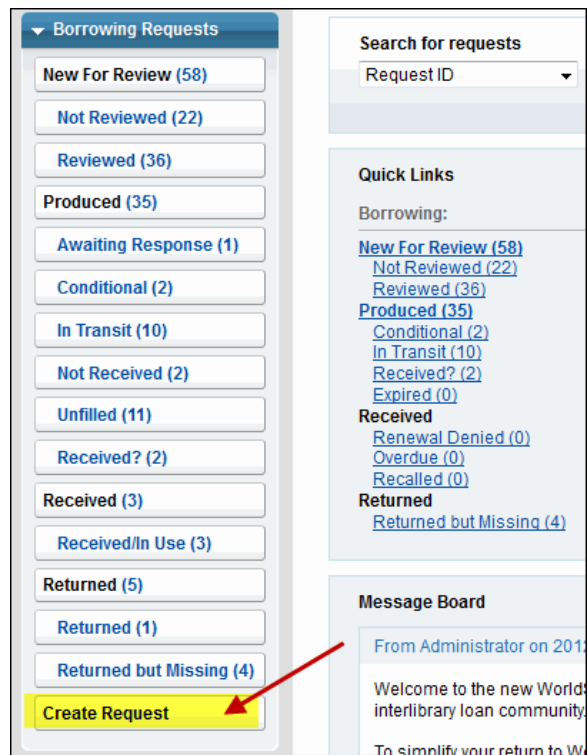 Borrowing Requests
New For Review (58)
Not Reviewed (22)
Reviewed (36)
Produced (35)
Awaiting Response (1)
Conditional (2)
In Transit (10)
Not Received (2)
Unfilled (11)
Received? (2)
Received (3)
Received/In Use (3)
Returned (5)
Returned (1)
Returned but Missing (4)
Create Request
Search for requests
Request ID
Quick Links
Borrowing:
New For Review (58)
Not Reviewed (22)
Reviewed (36)
Produced (35)
Conditional (2)
In Transit (10)
Received? (2)
Expired (0)
Received
Renewal Denied (0)
Overdue (0)
Recalled (0)
Returned
Returned but Missing (4)
Message Board
From Administrator on
Welcome to the new
interlibrary loan community.
To simplify your return to